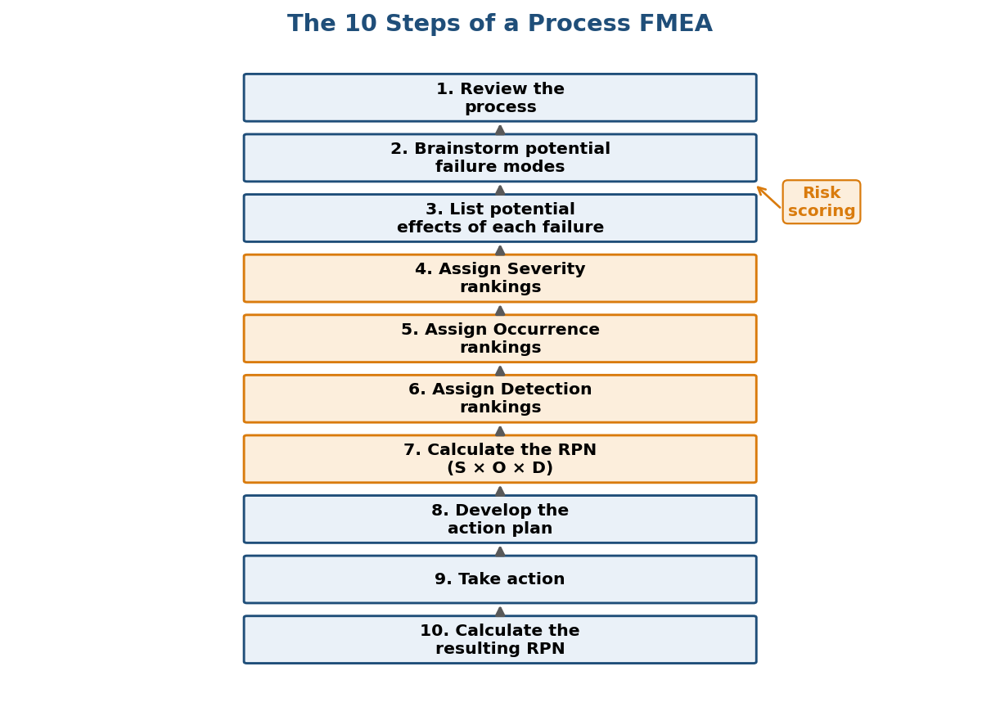 The 10 Steps of a Process FMEA
1. Review the
process
2. Brainstorm potential
failure modes
Risk
scoring
3. List potential
effects of each failure
4. Assign Severity
rankings
5. Assign Occurrence
rankings
6. Assign Detection
rankings
7. Calculate the RPN
(S × O × D)
8. Develop the
action plan
9. Take action
10. Calculate the
resulting RPN